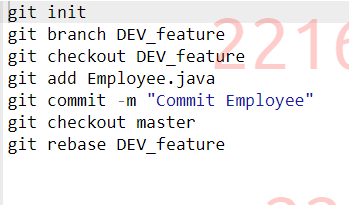 git init
git branch DEV_feature
git checkout DEV_feature
git add Employee.java
git commit -m "Commit Employee"
git checkout master
git rebase DEV_feature
2216